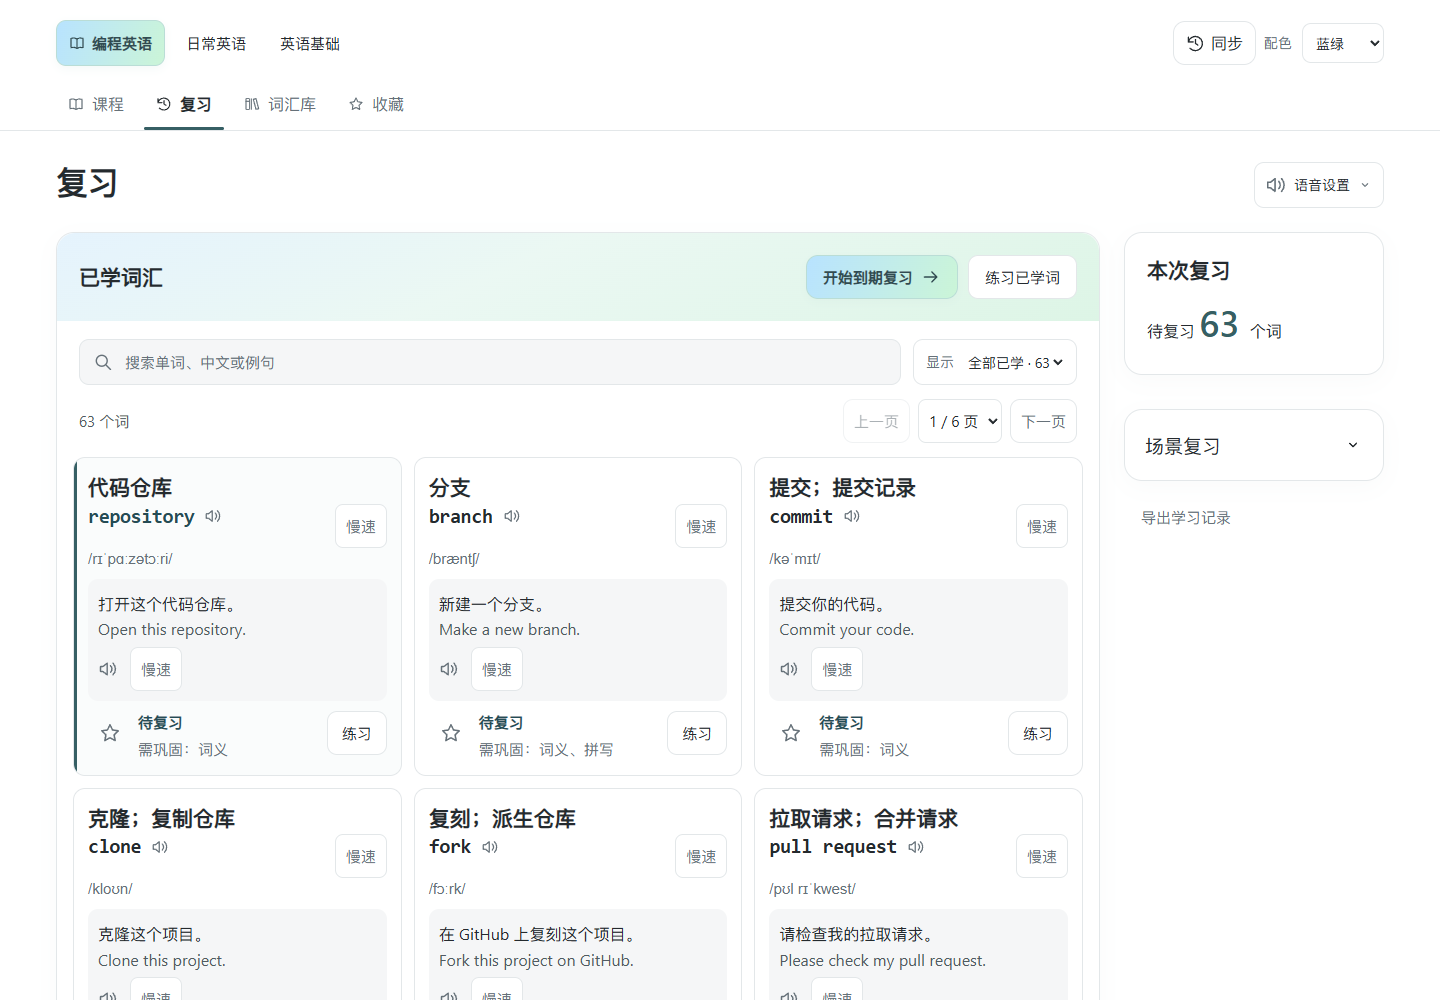 编程英语
日常英语
英语基础
同步
配色
蓝绿
课程
复习
词汇库
收藏
复习
语音设置
已学词汇
开始到期复习
练习已学词
搜索单词、中文或例句
显示
全部已学 · 63
63 个词
上一页
1 / 6 页
下一页
代码仓库
repository
慢速
/rɪˈpɑːzətɔːri/
打开这个代码仓库。
Open this repository.
慢速
待复习
需巩固：词义
练习
分支
branch
慢速
/bræntʃ/
新建一个分支。
Make a new branch.
慢速
待复习
需巩固：词义、拼写
练习
提交；提交记录
commit
慢速
/kəˈmɪt/
提交你的代码。
Commit your code.
慢速
待复习
需巩固：词义
练习
克隆；复制仓库
clone
慢速
/kloʊn/
克隆这个项目。
Clone this project.
慢速
复刻；派生仓库
fork
慢速
/fɔːrk/
在 GitHub 上复刻这个项目。
Fork this project on GitHub.
慢速
拉取请求；合并请求
pull request
慢速
/pʊl rɪˈkwest/
请检查我的拉取请求。
Please check my pull request.
慢速
本次复习
待复习 63 个词
场景复习
导出学习记录